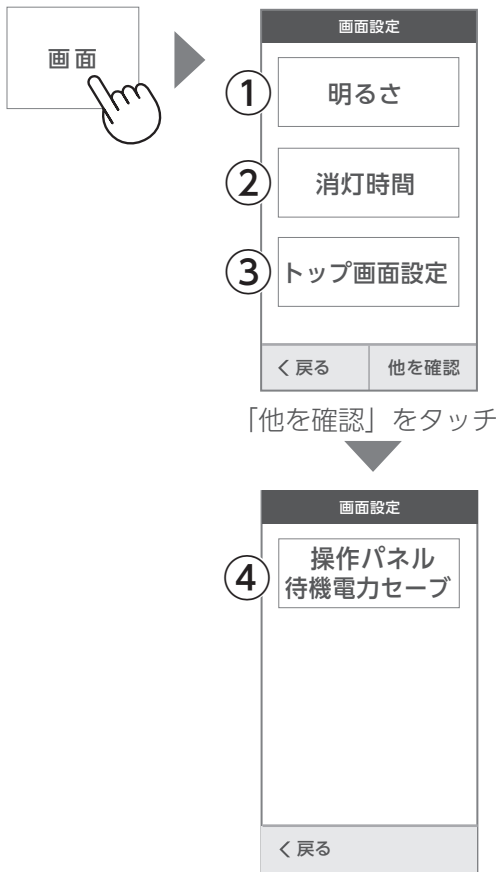 画面
画面設定
① 明るさ
② 消灯時間
③ トップ画面設定
く戻る 他を確認
「他を確認」をタッチ
画面設定
④ 操作パネル
待機電力セーブ
く戻る